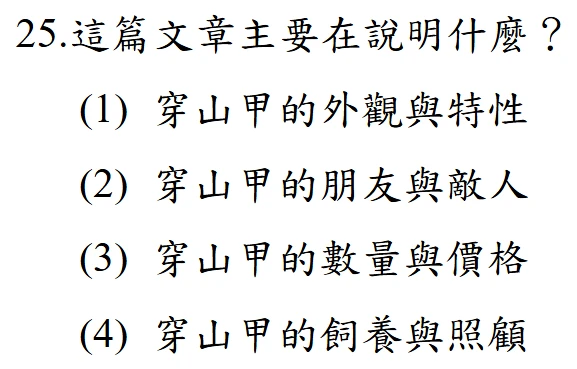 25.這篇文章主要在說明什麼？
(1) 穿山甲的外觀與特性
(2) 穿山甲的朋友與敵人
(3) 穿山甲的數量與價格
(4) 穿山甲的飼養與照顧